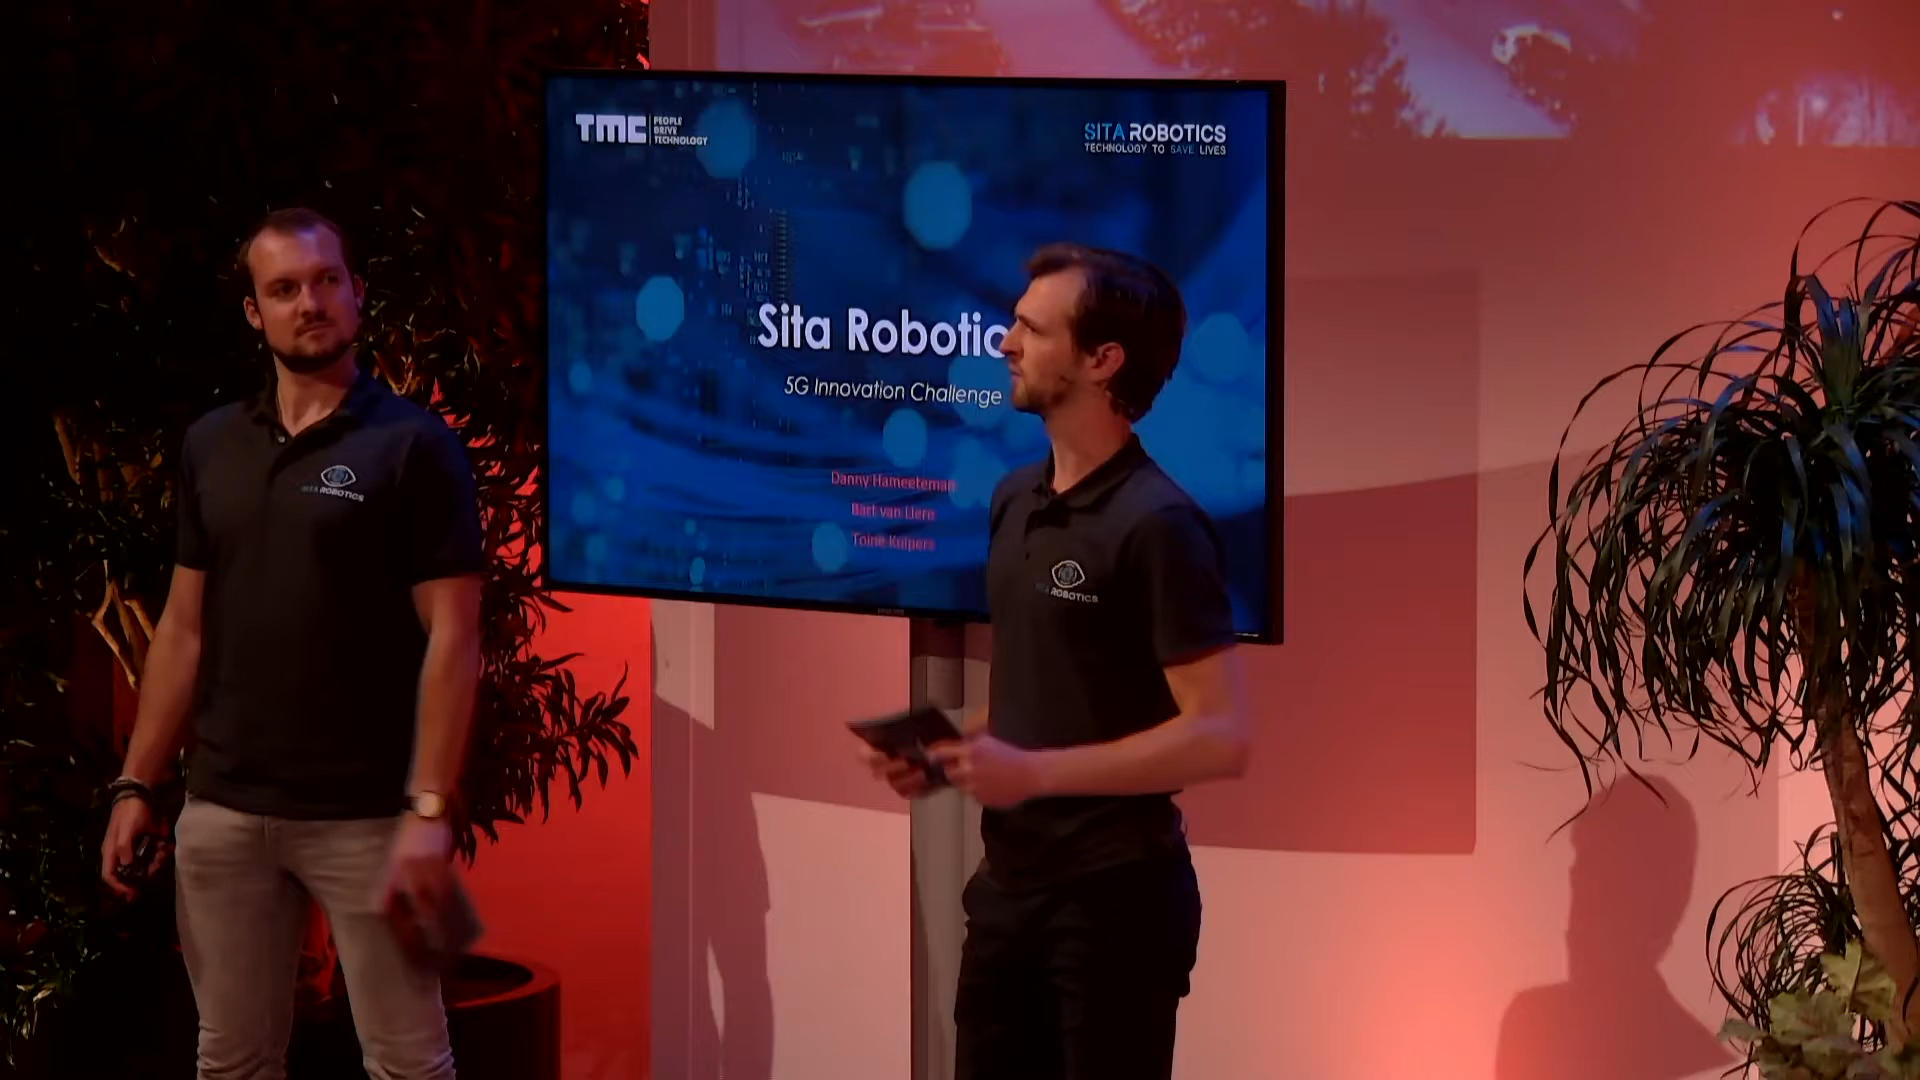 TMC
PEOPLE
DRIVE
TECHNOLOGY
SITA ROBOTICS
TECHNOLOGY TO SAVE LIVES
Sita Robotic
5G Innovation Challenge
Danny Hameeteman
Bart van Liere
Toine Kuipers
SITA ROBOTICS
SITA ROBOTICS